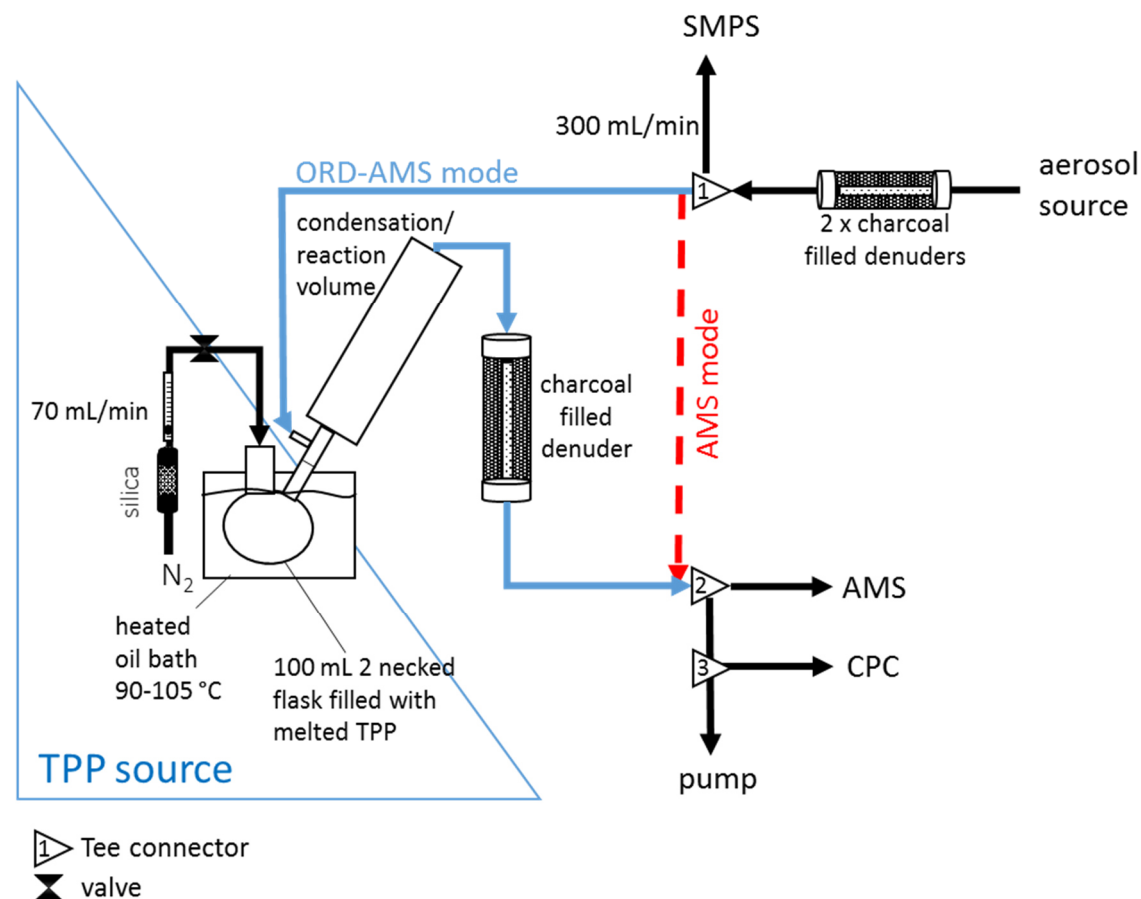 SMPS
300 mL/min
1
aerosol
source
2 x charcoal
filled denuders
ORD-AMS mode
condensation/
reaction
volume
AMS mode
charcoal
filled
denuder
70 mL/min
silica
N2
heated
oil bath
90-105 °C
100 mL 2 necked
flask filled with
melted TPP
TPP source
2
AMS
3
CPC
pump
1 Tee connector
valve